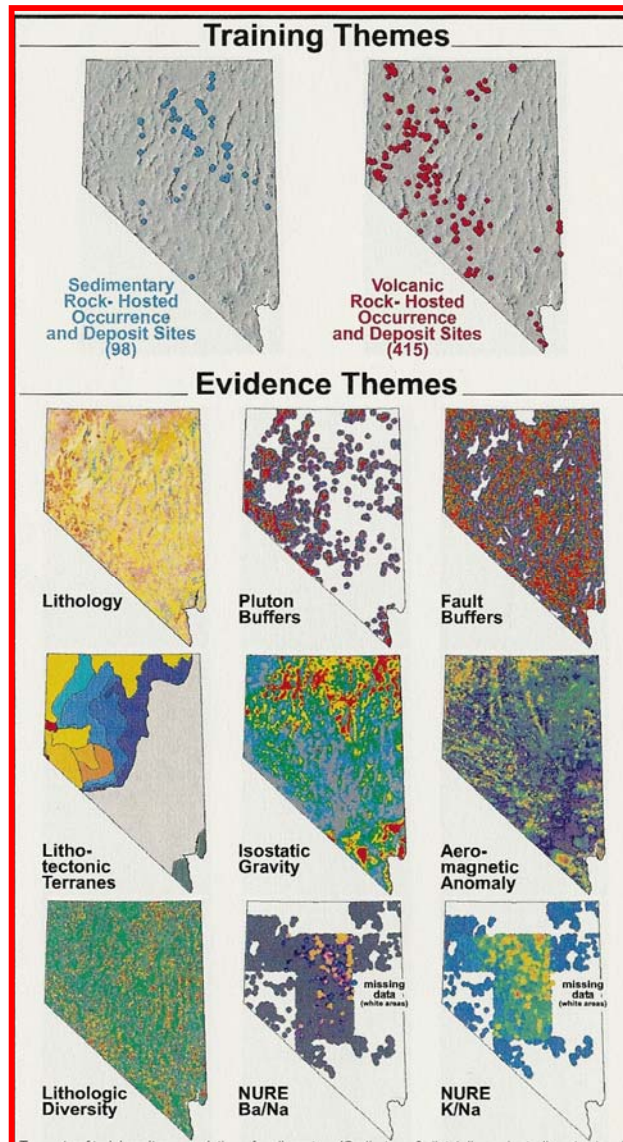 Training Themes
Sedimentary
Rock- Hosted
Occurrence
and Deposit Sites
(98)
Volcanic
Rock- Hosted
Occurrence
and Deposit Sites
(415)
Evidence Themes
Lithology
Pluton
Buffers
Fault
Buffers
Litho-
tectonic
Terranes
Isostatic
Gravity
Aero-
magnetic
Anomaly
Lithologic
Diversity
missing
data
(white areas)
NURE
Ba/Na
missing
data
(white areas)
NURE
K/Na